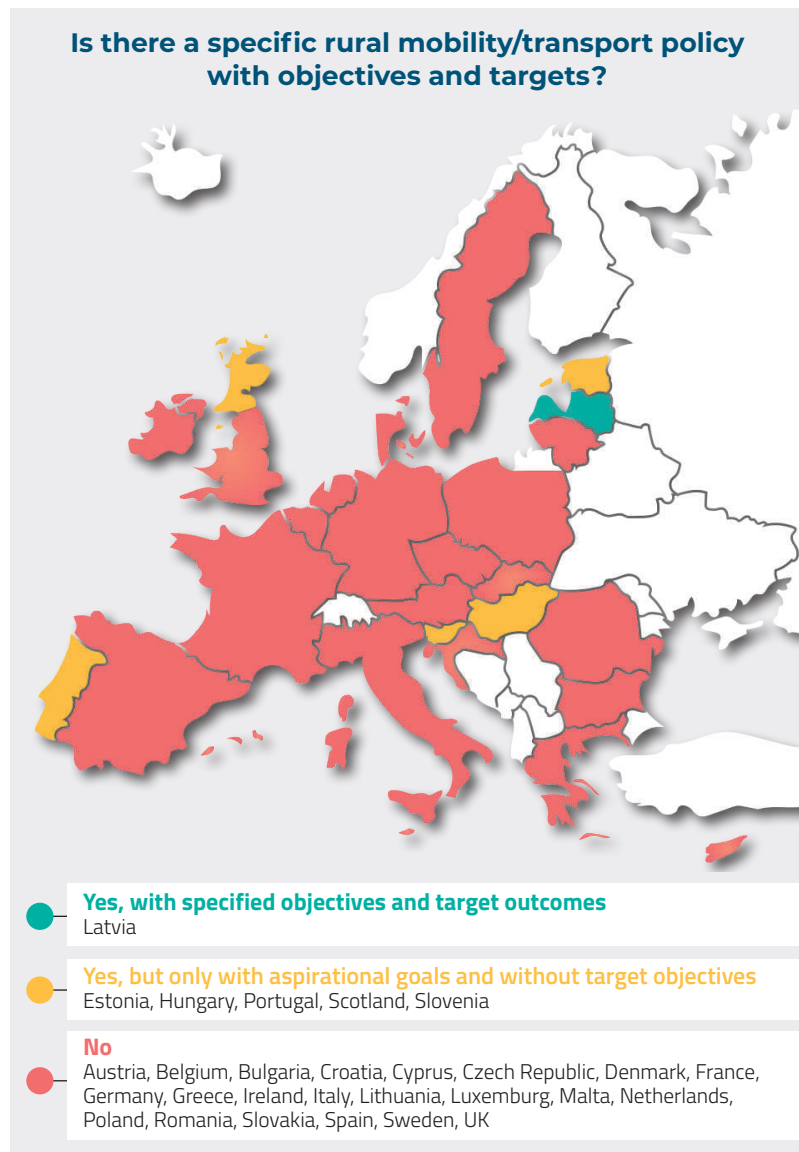 Is there a specific rural mobility/transport policy
with objectives and targets?
Yes, with specified objectives and target outcomes
Latvia
Yes, but only with aspirational goals and without target objectives
Estonia, Hungary, Portugal, Scotland, Slovenia
No
Austria, Belgium, Bulgaria, Croatia, Cyprus, Czech Republic, Denmark, France,
Germany, Greece, Ireland, Italy, Lithuania, Luxemburg, Malta, Netherlands,
Poland, Romania, Slovakia, Spain, Sweden, UK